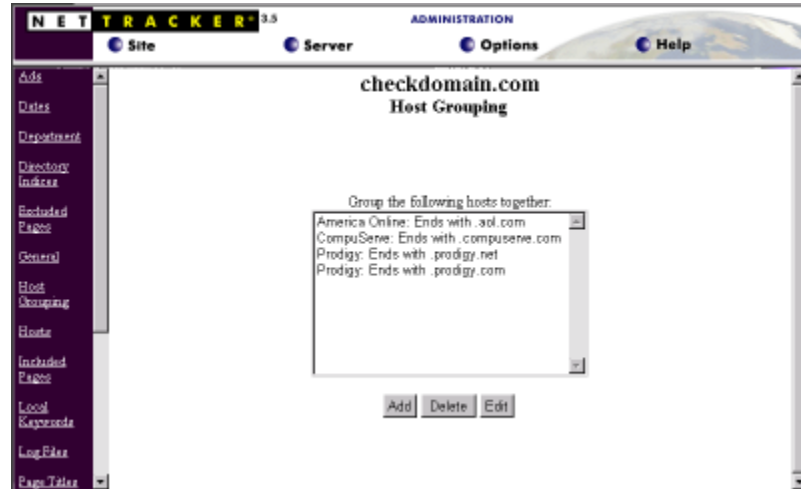 NET TRACKER® 3.5
ADMINISTRATION
Site
Server
Options
Help
Ads
Dates
Department
Directory
Indices
Excluded
Pages
General
Host
Grouping
Hosts
Included
Pages
Local
Keywords
Log Files
Page Titles
checkdomain.com
Host Grouping
Group the following hosts together:
America Online: Ends with .aol.com
CompuServe: Ends with .compuserve.com
Prodigy: Ends with .prodigy.net
Prodigy: Ends with .prodigy.com
Add Delete Edit